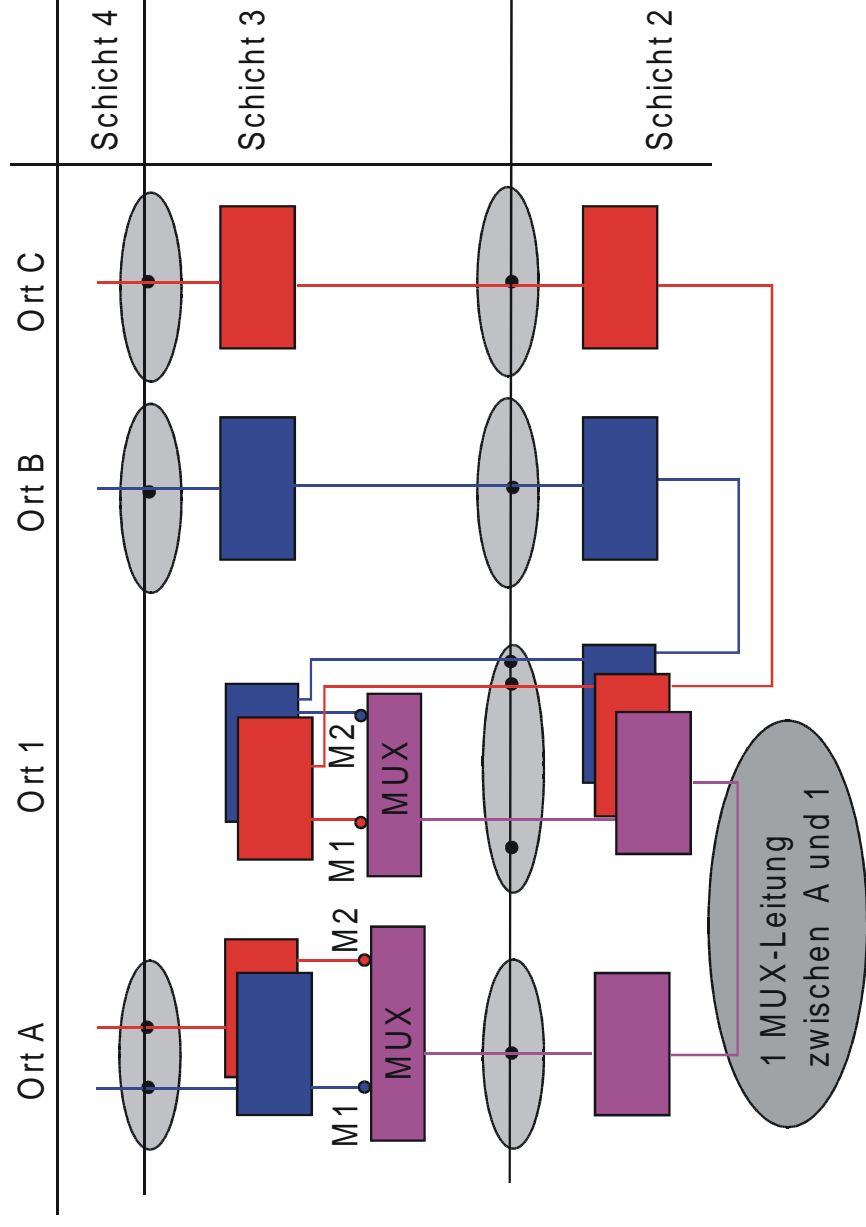 Ort A
Ort 1
Ort B
Ort C
Schicht 4
Schicht 3
Schicht 2
M1
M2
MUX
M1
M2
MUX
1 MUX-Leitung
zwischen A und 1